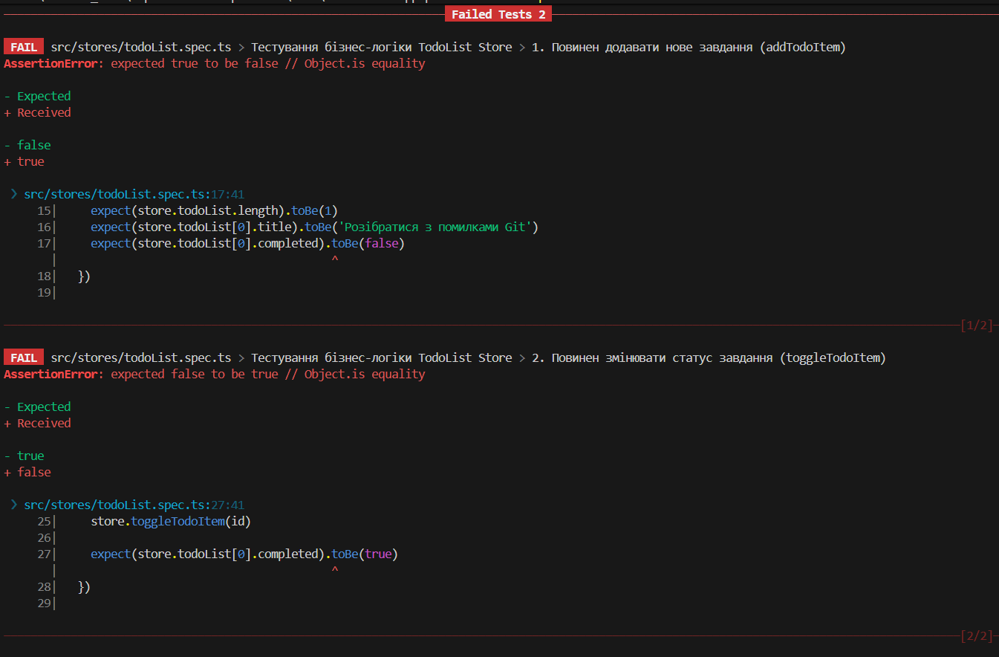 Failed Tests 2
FAIL src/stores/todoList.spec.ts > Тестування бізнес-логіки TodoList Store > 1. Повинен додавати нове завдання (addTodoItem)
AssertionError: expected true to be false // Object.is equality
- Expected
+ Received
- false
+ true
❯ src/stores/todoList.spec.ts:17:41
15|     expect(store.todoList.length).toBe(1)
16|     expect(store.todoList[0].title).toBe('Розібратися з помилками Git')
17|     expect(store.todoList[0].completed).toBe(false)
|                                         ^
18|   })
19|
[1/2]
FAIL src/stores/todoList.spec.ts > Тестування бізнес-логіки TodoList Store > 2. Повинен змінювати статус завдання (toggleTodoItem)
AssertionError: expected false to be true // Object.is equality
- Expected
+ Received
- true
+ false
❯ src/stores/todoList.spec.ts:27:41
25|     store.toggleTodoItem(id)
26|
27|     expect(store.todoList[0].completed).toBe(true)
|                                         ^
28|   })
29|
[2/2]